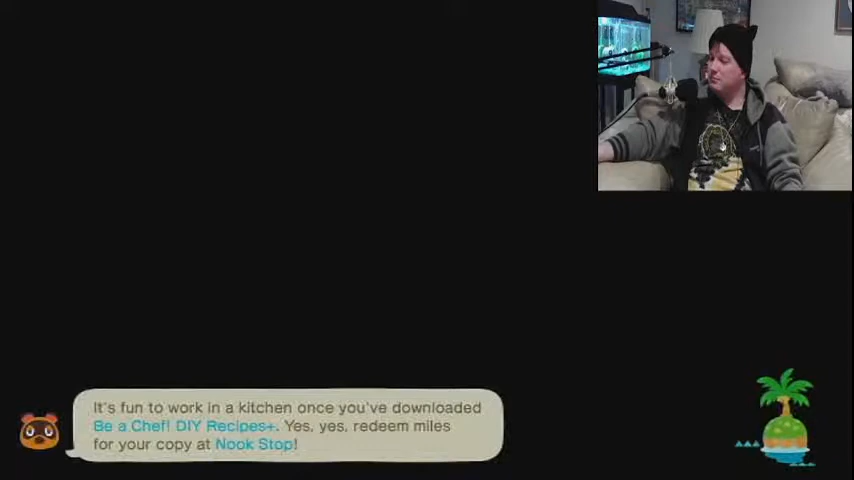 It's fun to work in a kitchen once you've downloaded
Be a Chef! DIY Recipes+. Yes, yes, redeem miles
for your copy at Nook Stop!